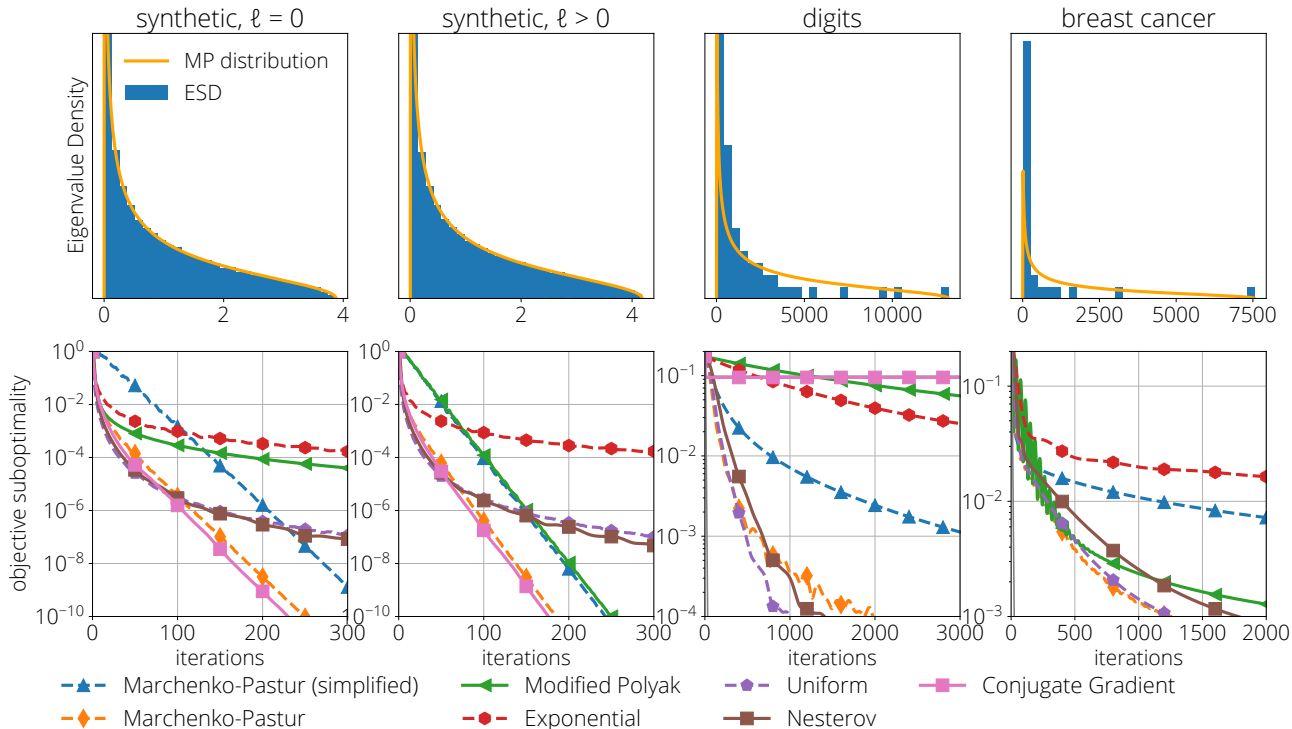 synthetic, ℓ = 0
synthetic, ℓ > 0
digits
breast cancer
Eigenvalue Density
MP distribution
ESD
0 2 4
0 2 4
0 5000 10000
0 2500 5000 7500
objective suboptimality
10⁰
10⁻²
10⁻⁴
10⁻⁶
10⁻⁸
10⁻¹⁰
0 100 200 300
iterations
10⁰
10⁻²
10⁻⁴
10⁻⁶
10⁻⁸
10⁻¹⁰
0 100 200 300
iterations
10⁻¹
10⁻²
10⁻³
10⁻⁴
0 1000 2000 3000
iterations
10⁻¹
10⁻²
10⁻³
0 500 1000 1500 2000
iterations
Marchenko-Pastur (simplified)
Marchenko-Pastur
Modified Polyak
Exponential
Uniform
Nesterov
Conjugate Gradient